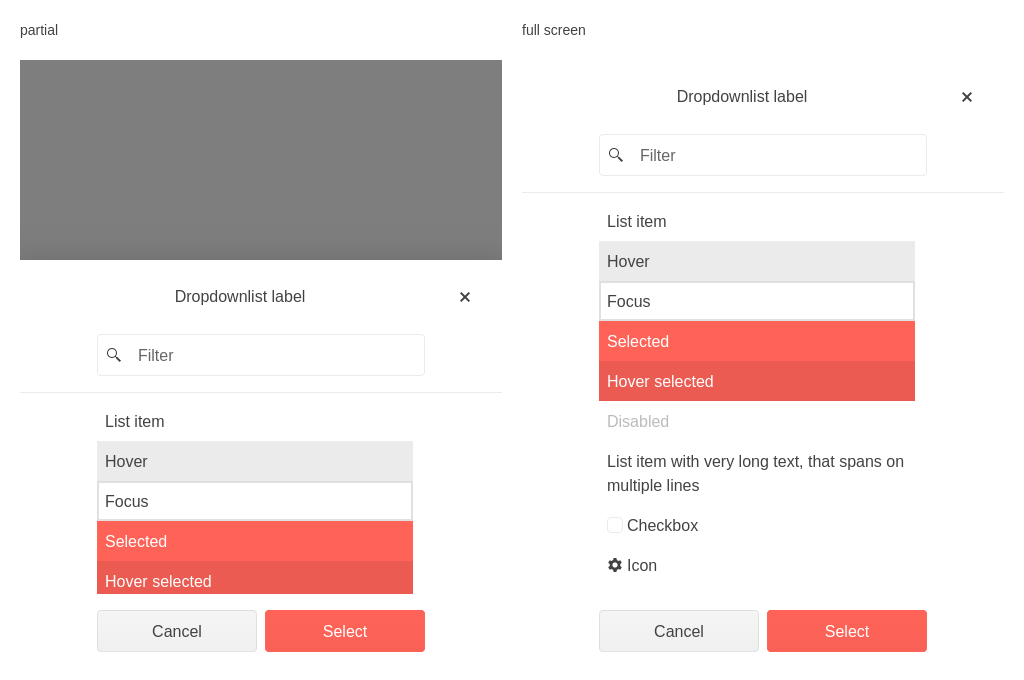 partial
Dropdownlist label
Filter
List item
Hover
Focus
Selected
Hover selected
Cancel
Select
full screen
Dropdownlist label
Filter
List item
Hover
Focus
Selected
Hover selected
Disabled
List item with very long text, that spans on
multiple lines
Checkbox
Icon
Cancel
Select